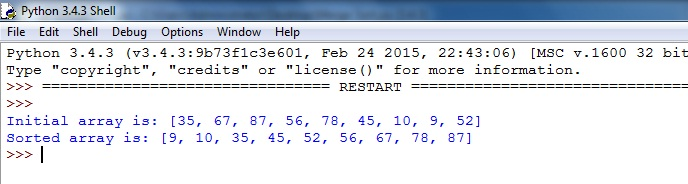 Python 3.4.3 Shell
File Edit Shell Debug Options Window Help
Python 3.4.3 (v3.4.3:9b73f1c3e601, Feb 24 2015, 22:43:06) [MSC v.1600 32 bit
Type "copyright", "credits" or "license()" for more information.
>>> ================================ RESTART ================================
>>>
Initial array is: [35, 67, 87, 56, 78, 45, 10, 9, 52]
Sorted array is: [9, 10, 35, 45, 52, 56, 67, 78, 87]
>>>